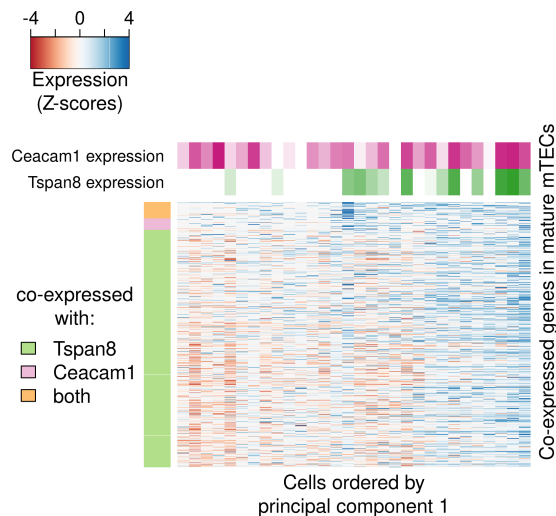 -4 0 4
Expression
(Z-scores)
Ceacam1 expression
Tspan8 expression
co-expressed
with:
Tspan8
Ceacam1
both
Co-expressed genes in mature mTECs
Cells ordered by
principal component 1